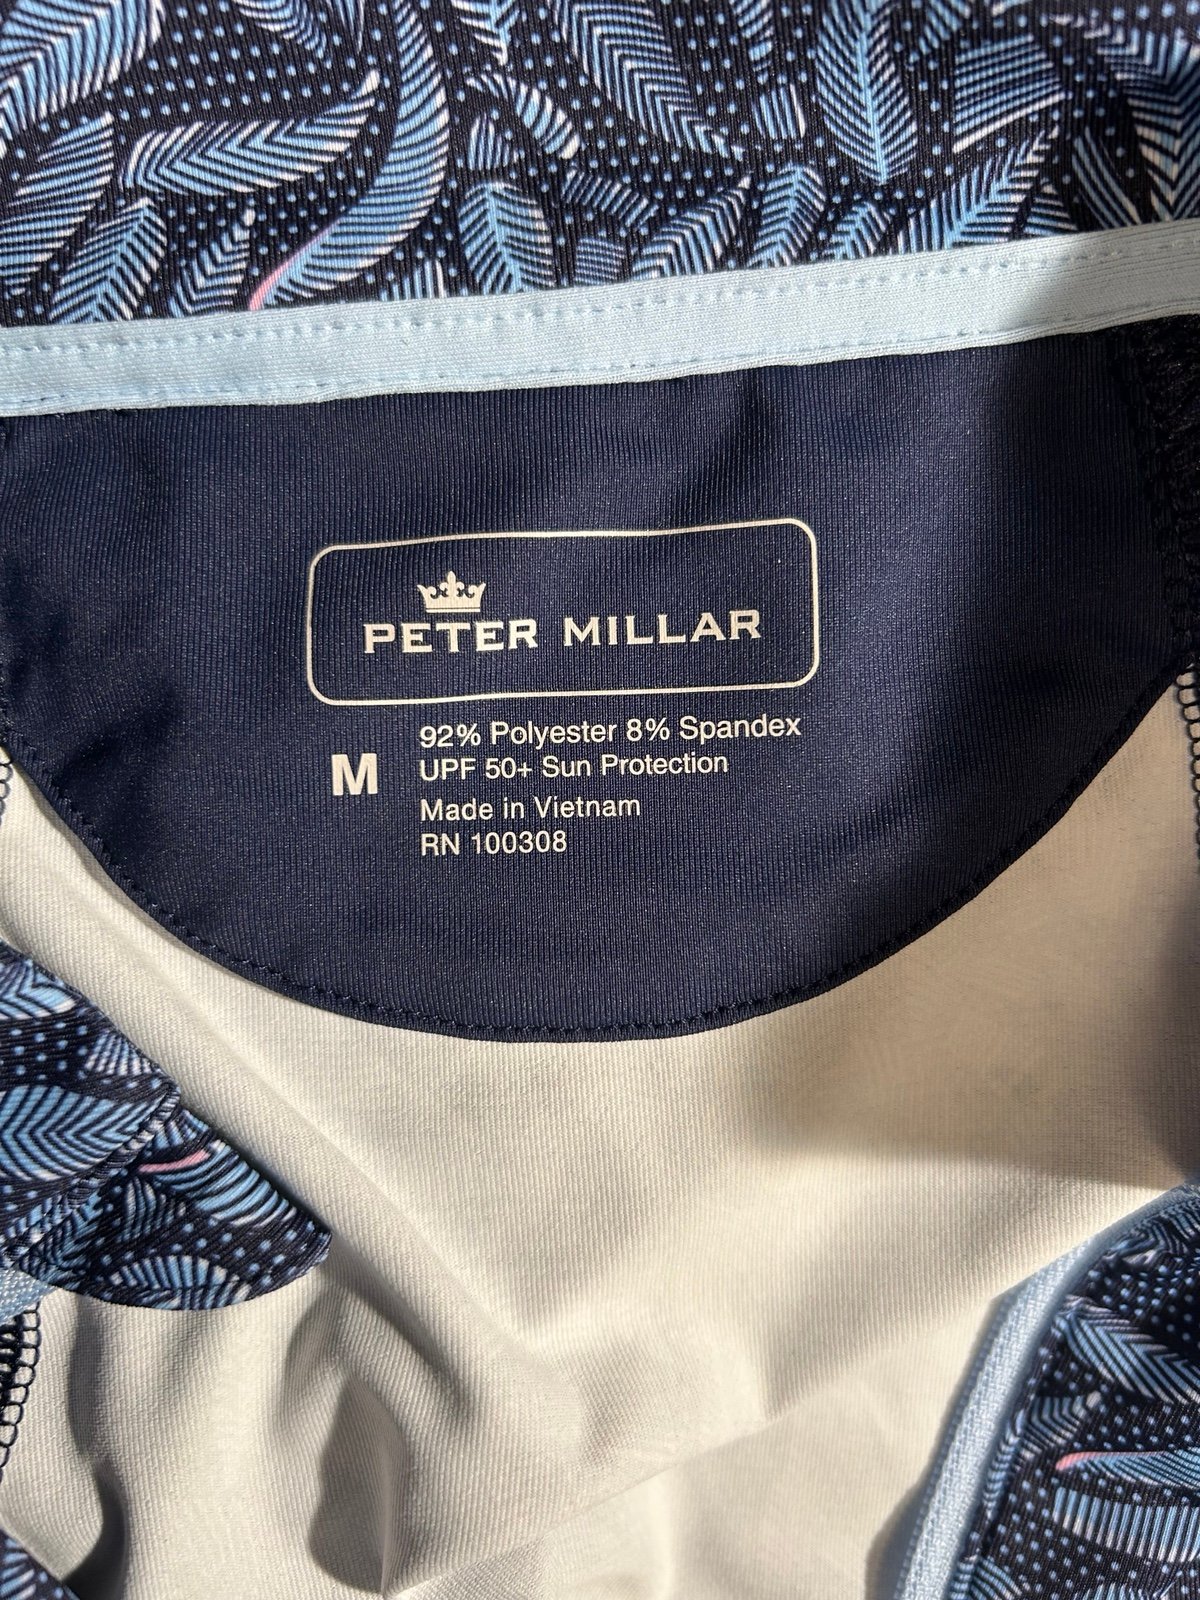 PETER MILLAR
M
92% Polyester 8% Spandex
UPF 50+ Sun Protection
Made in Vietnam
RN 100308